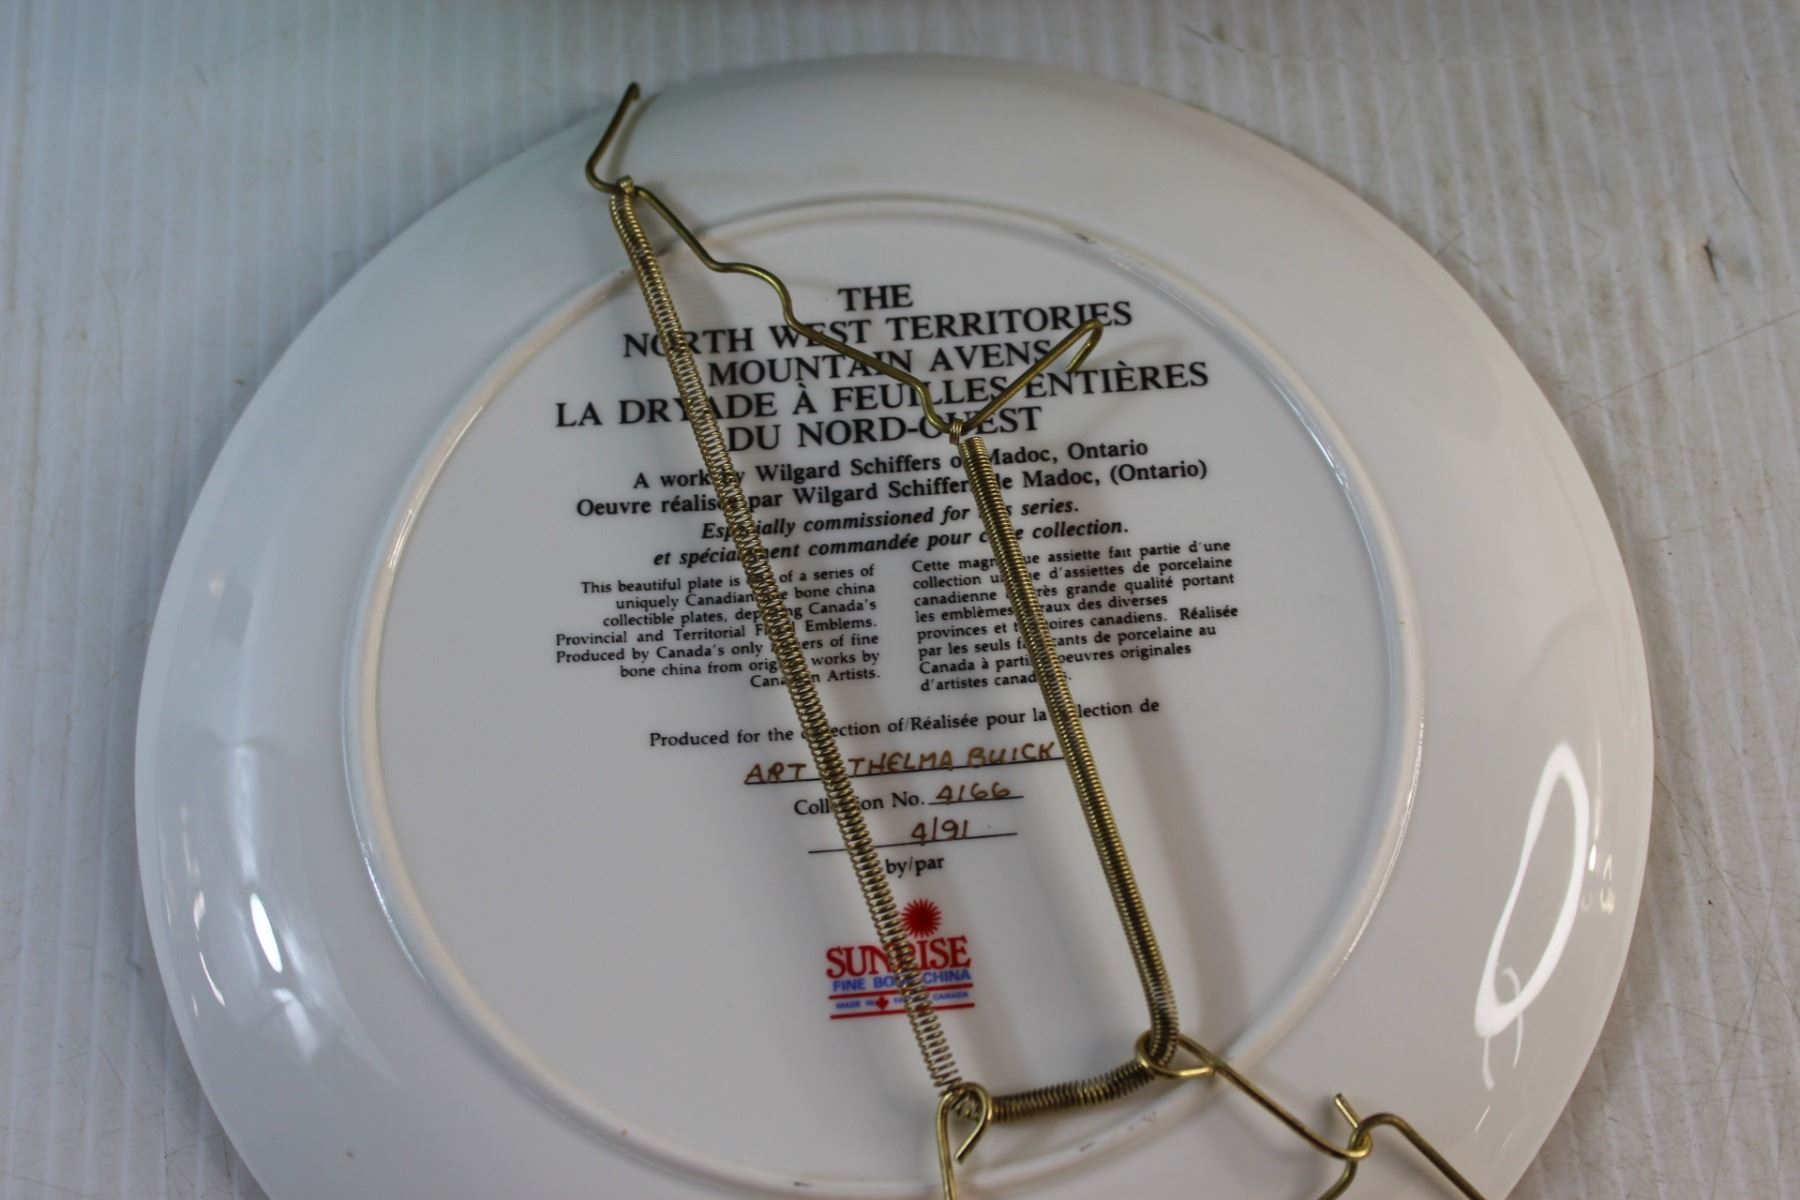 THE
NORTH WEST TERRITORIES
MOUNTAIN AVENS
LA DRYADE À FEUILLES ENTIÈRES
DU NORD-OUEST
A work by Wilgard Schiffers of Madoc, Ontario
Oeuvre réalisée par Wilgard Schiffers de Madoc, (Ontario)
Especially commissioned for this series.
et spécialement commandée pour cette collection.
This beautiful plate is one of a series of
uniquely Canadian fine bone china
collectible plates, depicting Canada's
Provincial and Territorial Floral Emblems.
Produced by Canada's only makers of fine
bone china from original works by
Canadian Artists.
Cette magnifique assiette fait partie d'une
collection unique d'assiettes de porcelaine
canadienne de très grande qualité portant
les emblèmes floraux des diverses
provinces et territoires canadiens. Réalisée
par les seuls fabricants de porcelaine au
Canada à partir d'oeuvres originales
d'artistes canadiens.
Produced for the collection of/Réalisée pour la collection de
ART THELMA BUICK
Collection No. 4166
4/91
by/par
SUNRISE
FINE BONE CHINA
MADE IN CANADA